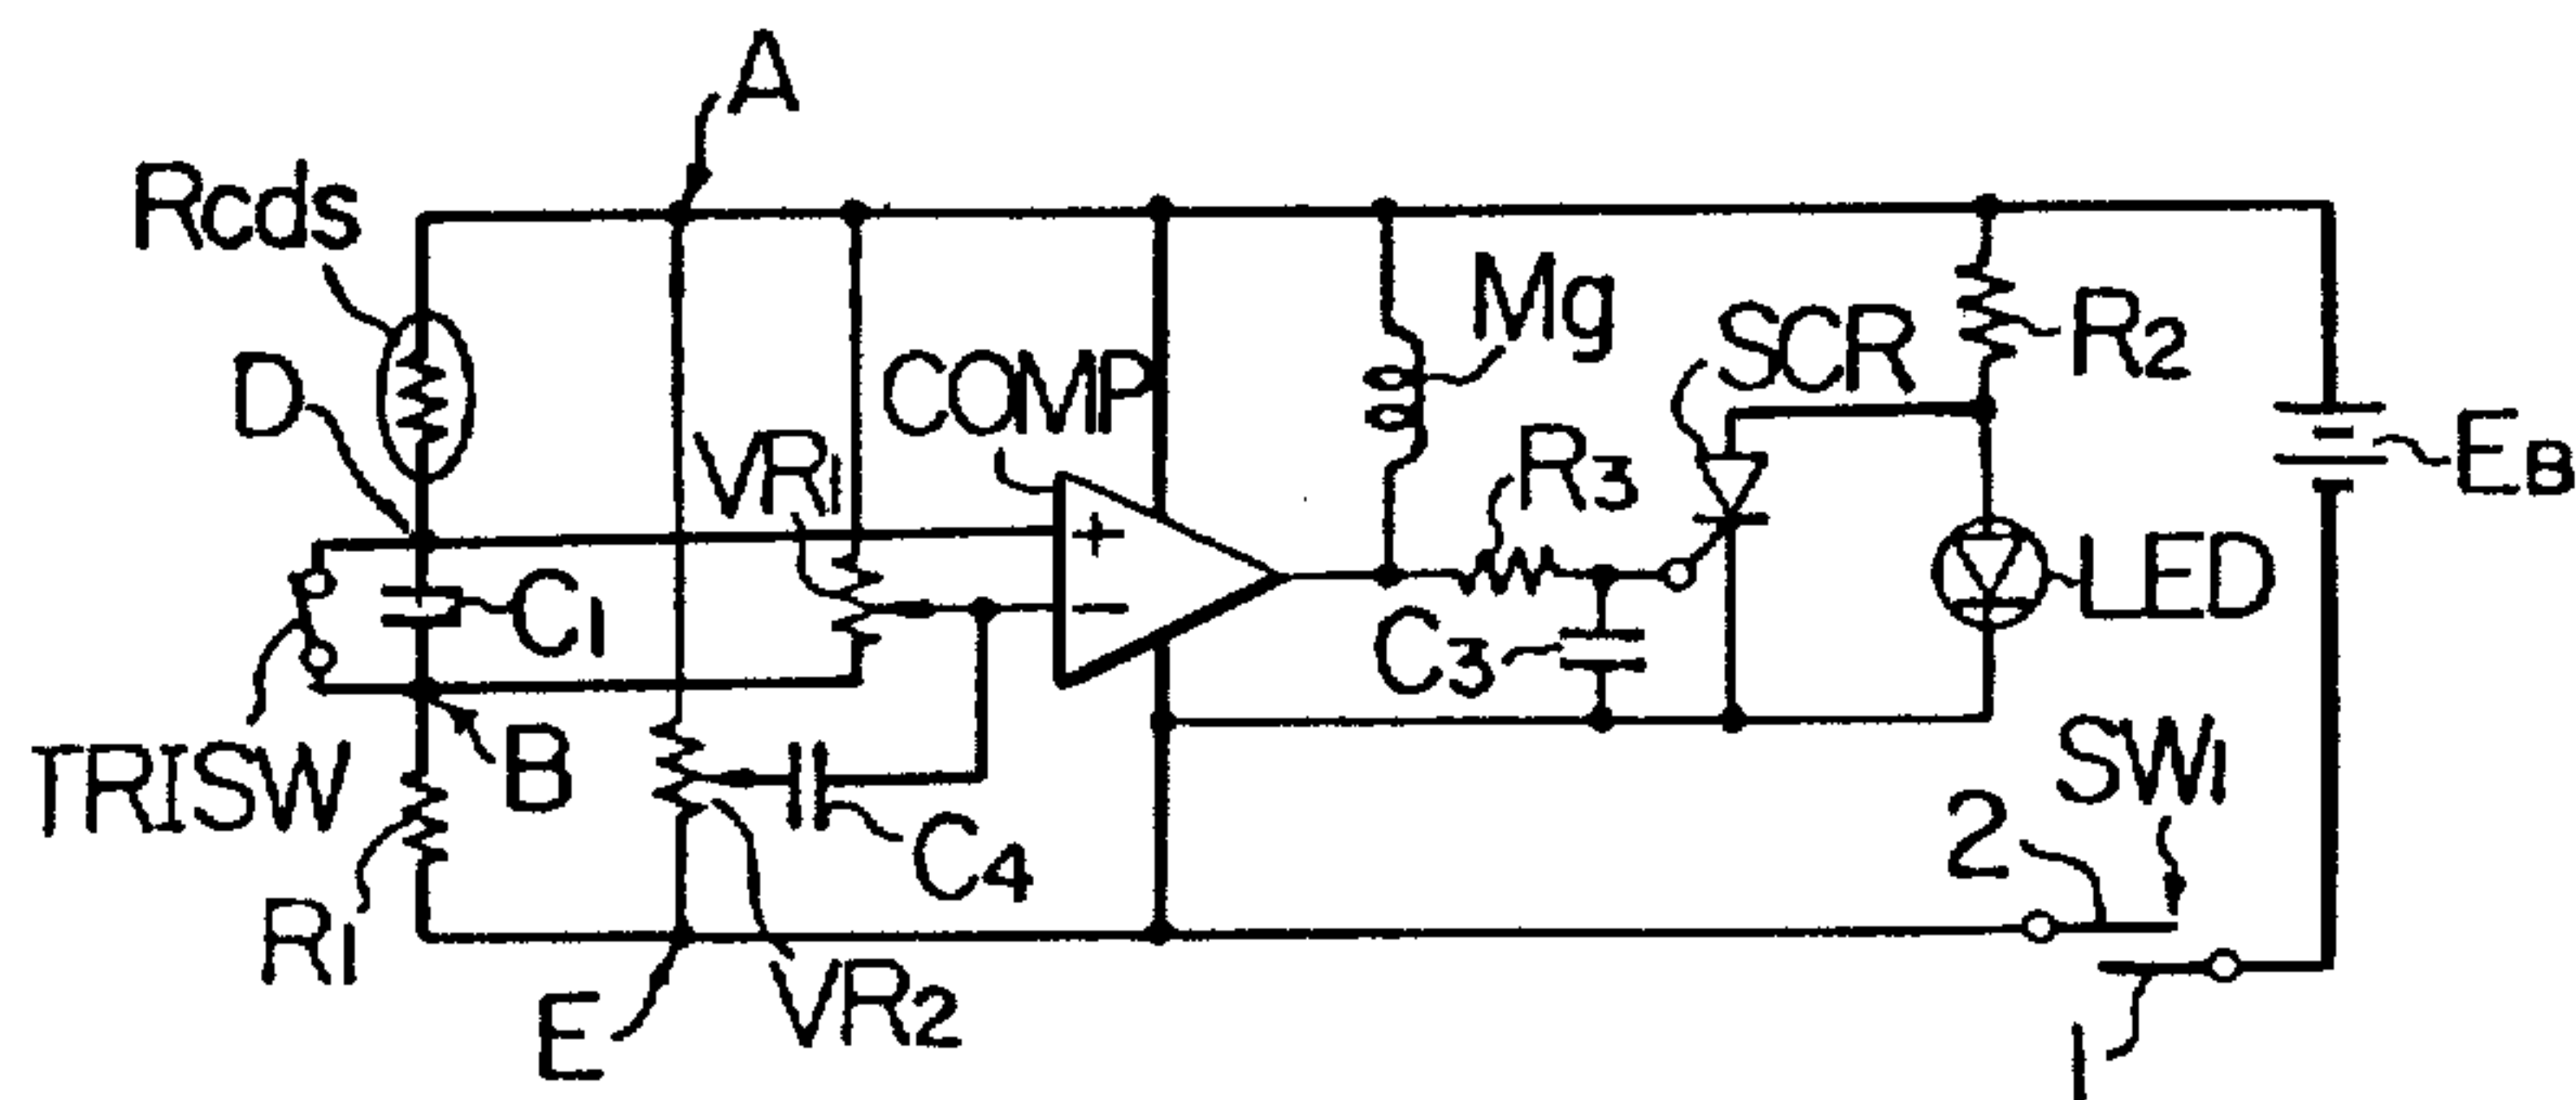 A
Rcds
Mg
SCR
R2
D
COMP
VR1
R3
EB
+
−
LED
C1
C3
TRISW
B
SW1
2
C4
R1
VR2
E
1